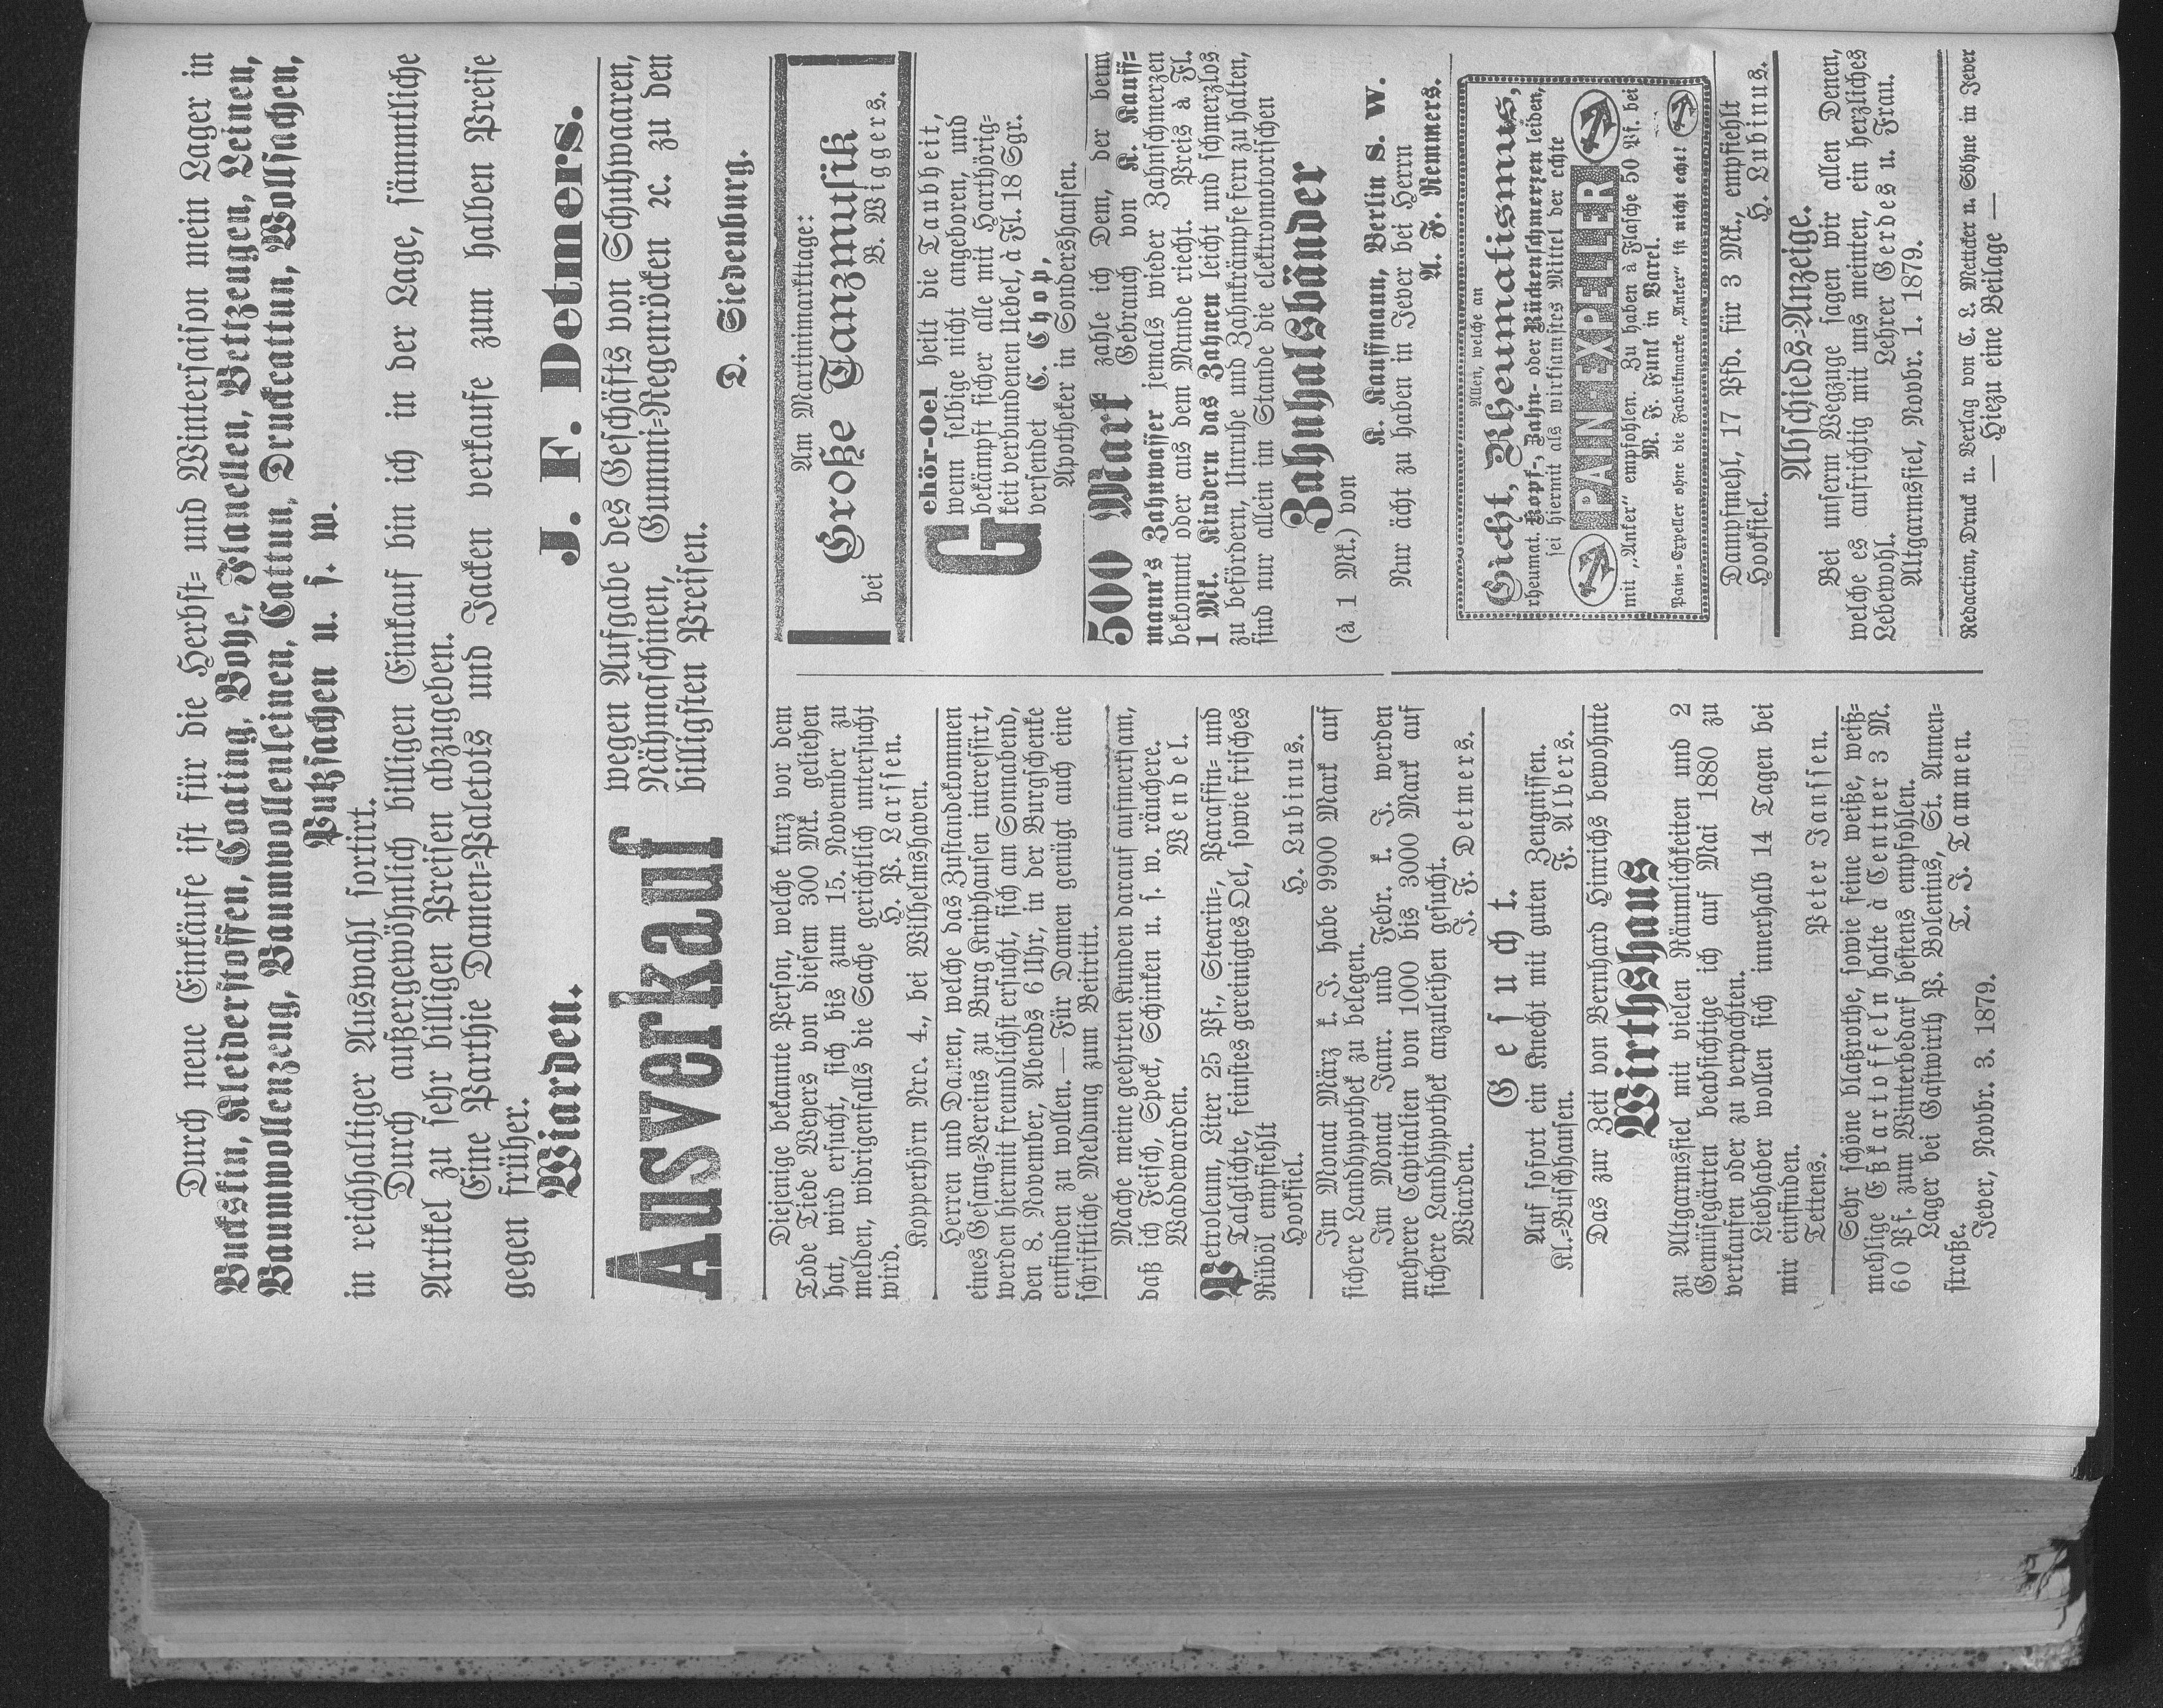 Durch neue Einkäufe ist für die Herbst= und Wintersaison mein Lager in
Buckskin, Kleiderstoffen, Coating, Boye, Flanellen, Bettzeugen, Leinen,
Baumwollenzeug, Baumwollenleinen, Cattun, Druckcattun, Wollsachen,
Putzsachen u. s. w.
in reichhaltiger Auswahl sortirt.
Durch außergewöhnlich billigen Einkauf bin ich in der Lage, sämmtliche
Artikel zu sehr billigen Preisen abzugeben.
Eine Parthie Damen=Paletots und Jacken verkaufe zum halben Preise
gegen früher.
Wiarden. J. F. Detmers.
Ausverkauf
wegen Aufgabe des Geschäfts von Schuhwaaren,
Nähmaschinen, Gummi=Regenröcken ꝛc. zu den
billigsten Preisen.
D. Siedenburg.
Diejenige bekannte Person, welche kurz vor dem
Tode Tiede Weyers von diesem 300 Mk. geliehen
hat, wird ersucht, sich bis zum 15. November zu
melden, widrigenfalls die Sache gerichtlich untersucht
wird. H. P. Larssen.
Kopperhörn Nro. 4., bei Wilhelmshaven.
Herren und Damen, welche das Zustandekommen
eines Gesang=Vereins zu Burg Kniphausen interessirt,
werden hiermit freundlichst ersucht, sich am Sonnabend,
den 8. November, Abends 6 Uhr, in der Burgschenke
einfinden zu wollen. — Für Damen genügt auch eine
schriftliche Meldung zum Beitritt.
Mache meine geehrten Kunden darauf aufmerksam,
daß ich Feisch, Speck, Schinken u. s. w. räuchere.
Waddewarden. Wendel.
Petroleum, Liter 25 Pf., Stearin=, Paraffin= und
Talglichte, feinstes gereinigtes Oel, sowie frisches
Rüböl empfiehlt
Hooksiel. H. Lubinus.
Im Monat März k. J. habe 9900 Mark auf
sichere Landhypothek zu belegen.
Im Monat Janr. und Febr. k. J. werden
mehrere Capitalien von 1000 bis 3000 Mark auf
sichere Landhypothek anzuleihen gesucht.
Wiarden. J. F. Detmers.
Gesucht.
Auf sofort ein Knecht mit guten Zeugnissen.
Kl.=Buschhausen. F. Albers.
Das zur Zeit von Bernhard Hinrichs bewohnte
Wirthshaus
zu Altgarmssiel mit vielen Räumlichkeiten und 2
Gemüsegärten beabsichtige ich auf Mai 1880 zu
verkaufen oder zu verpachten.
Liebhaber wollen sich innerhalb 14 Tagen bei
mir einfinden.
Tettens. Peter Janssen.
Sehr schöne blaßrothe, sowie feine weiße, weiß=
mehlige Eßkartoffeln halte à Centner 3 M.
60 Pf. zum Winterbedarf bestens empfohlen.
Lager bei Gastwirth P. Bolenius, St. Annen=
straße. T. J. Tammen.
Jever, Novbr. 3. 1879.
Am Martinimarkttage:
Große Tanzmusik
bei B. Wiggers.
Gehör-Oel heilt die Taubheit,
wem selbige nicht angeboren, und
bekämpft sicher alle mit Harthörig=
keit verbundenen Uebel, à Fl. 18 Sgr.
versendet C. Chop,
Apotheker in Sondershausen.
500 Mark zahle ich Dem, der beim
Gebrauch von K. Kauff=
mann's Zahnwasser jemals wieder Zahnschmerzen
bekommt oder aus dem Munde riecht. Preis à Fl.
1 Mk. Kindern das Zahnen leicht und schmerzlos
zu befördern, Unruhe und Zahnkrämpfe fern zu halten,
sind nur allein im Stande die elektromotorischen
Zahnhalsbänder
(à 1 Mk.) von
K. Kauffmann, Berlin S. W.
Nur ächt zu haben in Jever bei Herrn
A. F. Remmers.
Allen, welche an
Gicht, Rheumatismus,
rheumat. Kopf-, Zahn- oder Rückenschmerzen leiden,
sei hiermit als wirksamstes Mittel der echte
PAIN-EXPELLER
mit „Anker“ empfohlen. Zu haben à Flasche 50 Pf. bei
M. F. Funk in Varel.
Pain=Expeller ohne die Fabrikmarke „Anker“ ist nicht echt!
Dampfmehl, 17 Pfd. für 3 Mk., empfiehlt
Hooksiel. H. Lubinus.
Abschieds=Anzeige.
Bei unserm Wegzuge sagen wir allen Denen,
welche es aufrichtig mit uns meinten, ein herzliches
Lebewohl. Lehrer Gerdes u. Frau.
Altgarmssiel, Novbr. 1. 1879.
Redaction, Druck u. Verlag von C. L. Mettcker u. Söhne in Jever
— Hiezu eine Beilage —